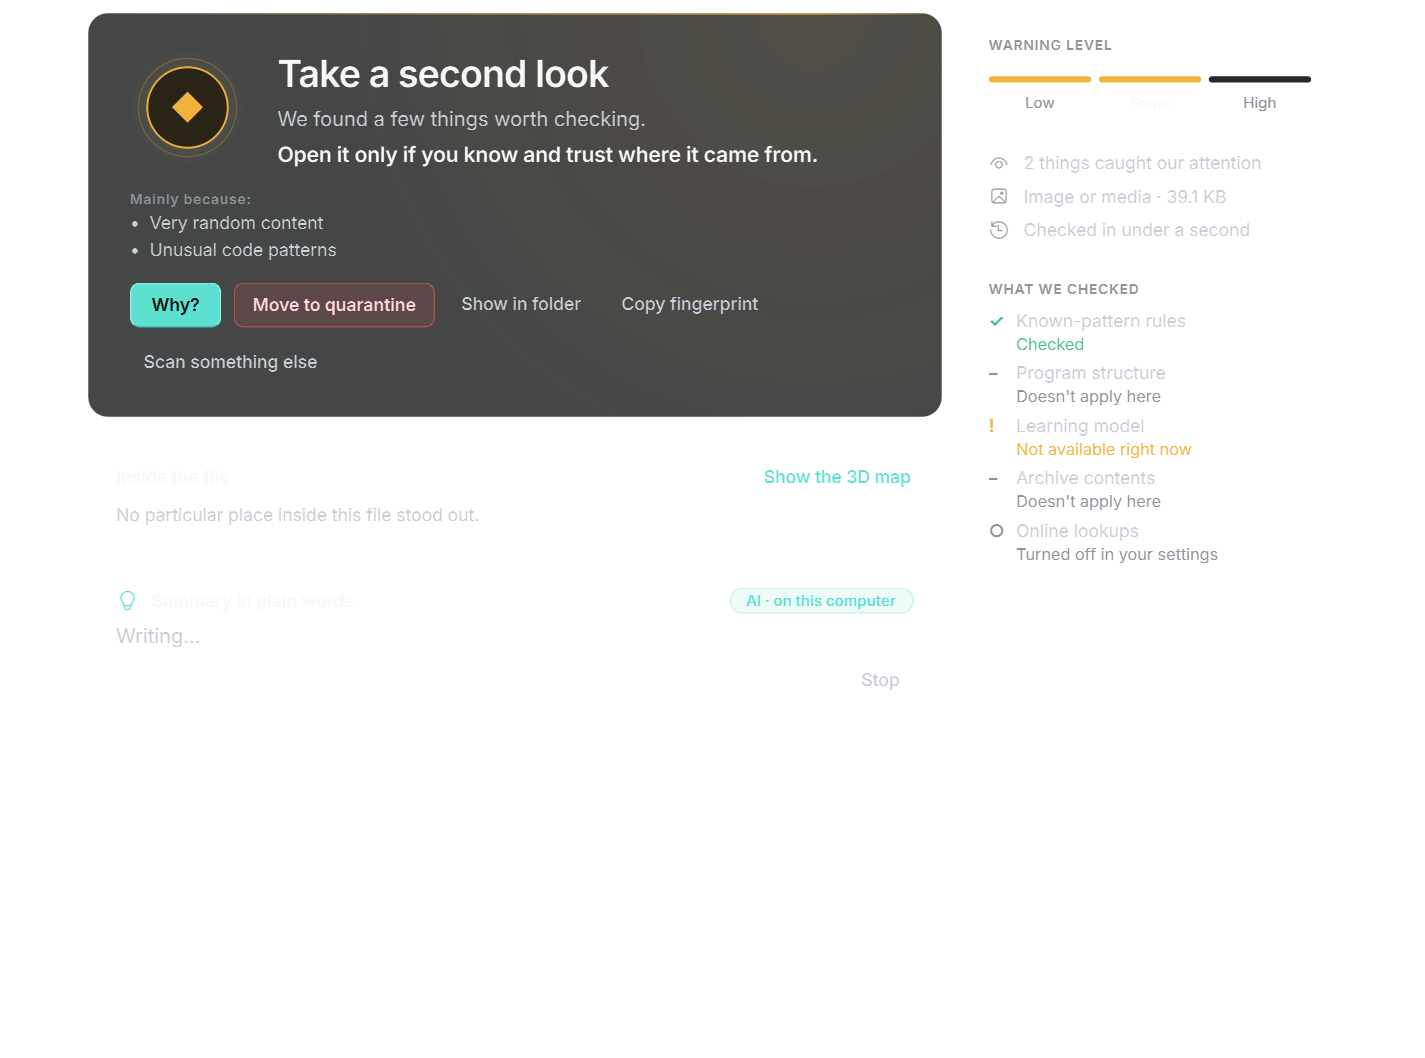 Take a second look
We found a few things worth checking.
Open it only if you know and trust where it came from.
Mainly because:
• Very random content
• Unusual code patterns
Why?
Move to quarantine
Show in folder
Copy fingerprint
Scan something else
Inside the file
Show the 3D map
No particular place inside this file stood out.
Summary in plain words
AI · on this computer
Writing...
Stop
WARNING LEVEL
Low
Some
High
2 things caught our attention
Image or media · 39.1 KB
Checked in under a second
WHAT WE CHECKED
Known-pattern rules
Checked
Program structure
Doesn't apply here
Learning model
Not available right now
Archive contents
Doesn't apply here
Online lookups
Turned off in your settings